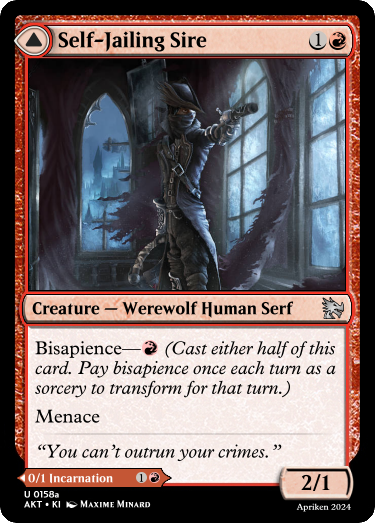 Self-Jailing Sire
1
Creature — Werewolf Human Serf
Bisapience— (Cast either half of this
card. Pay bisapience once each turn as a
sorcery to transform for that turn.)
Menace
“You can’t outrun your crimes.”
0/1 Incarnation 1
2/1
U 0158a
AKT • KI Maxime Minard
Apriken 2024